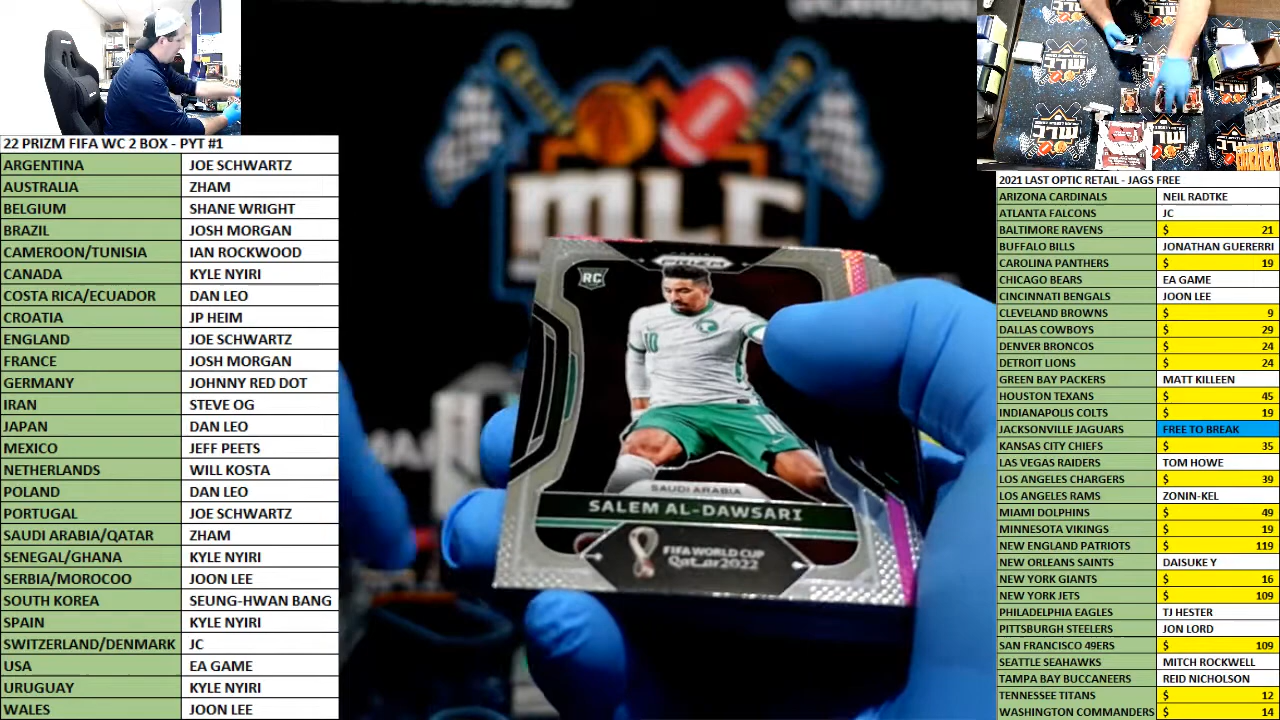 22 PRIZM FIFA WC 2 BOX - PYT #1
ARGENTINA JOE SCHWARTZ
AUSTRALIA ZHAM
BELGIUM SHANE WRIGHT
BRAZIL JOSH MORGAN
CAMEROON/TUNISIA IAN ROCKWOOD
CANADA KYLE NYIRI
COSTA RICA/ECUADOR DAN LEO
CROATIA JP HEIM
ENGLAND JOE SCHWARTZ
FRANCE JOSH MORGAN
GERMANY JOHNNY RED DOT
IRAN STEVE OG
JAPAN DAN LEO
MEXICO JEFF PEETS
NETHERLANDS WILL KOSTA
POLAND DAN LEO
PORTUGAL JOE SCHWARTZ
SAUDI ARABIA/QATAR ZHAM
SENEGAL/GHANA KYLE NYIRI
SERBIA/MOROCOO JOON LEE
SOUTH KOREA SEUNG-HWAN BANG
SPAIN KYLE NYIRI
SWITZERLAND/DENMARK JC
USA EA GAME
URUGUAY KYLE NYIRI
WALES JOON LEE
MLC
PRIZM
RC
10
10
SAUDI ARABIA
SALEM AL-DAWSARI
FIFA WORLD CUP
Qatar2022
MLC
2021 LAST OPTIC RETAIL - JAGS FREE
ARIZONA CARDINALS NEIL RADTKE
ATLANTA FALCONS JC
BALTIMORE RAVENS $ 21
BUFFALO BILLS JONATHAN GUERERRI
CAROLINA PANTHERS $ 19
CHICAGO BEARS EA GAME
CINCINNATI BENGALS JOON LEE
CLEVELAND BROWNS $ 9
DALLAS COWBOYS $ 29
DENVER BRONCOS $ 24
DETROIT LIONS $ 24
GREEN BAY PACKERS MATT KILLEEN
HOUSTON TEXANS $ 45
INDIANAPOLIS COLTS $ 19
JACKSONVILLE JAGUARS FREE TO BREAK
KANSAS CITY CHIEFS $ 35
LAS VEGAS RAIDERS TOM HOWE
LOS ANGELES CHARGERS $ 39
LOS ANGELES RAMS ZONIN-KEL
MIAMI DOLPHINS $ 49
MINNESOTA VIKINGS $ 19
NEW ENGLAND PATRIOTS $ 119
NEW ORLEANS SAINTS DAISUKE Y
NEW YORK GIANTS $ 16
NEW YORK JETS $ 109
PHILADELPHIA EAGLES TJ HESTER
PITTSBURGH STEELERS JON LORD
SAN FRANCISCO 49ERS $ 109
SEATTLE SEAHAWKS MITCH ROCKWELL
TAMPA BAY BUCCANEERS REID NICHOLSON
TENNESSEE TITANS $ 12
WASHINGTON COMMANDERS $ 14